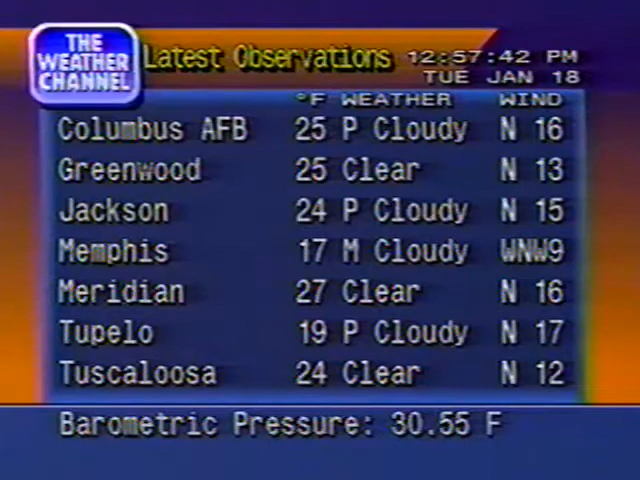 THE
WEATHER
CHANNEL
Latest Observations 12:57:42 PM
TUE JAN 18
°F WEATHER WIND
Columbus AFB 25 P Cloudy N 16
Greenwood 25 Clear N 13
Jackson 24 P Cloudy N 15
Memphis 17 M Cloudy WNW9
Meridian 27 Clear N 16
Tupelo 19 P Cloudy N 17
Tuscaloosa 24 Clear N 12
Barometric Pressure: 30.55 F